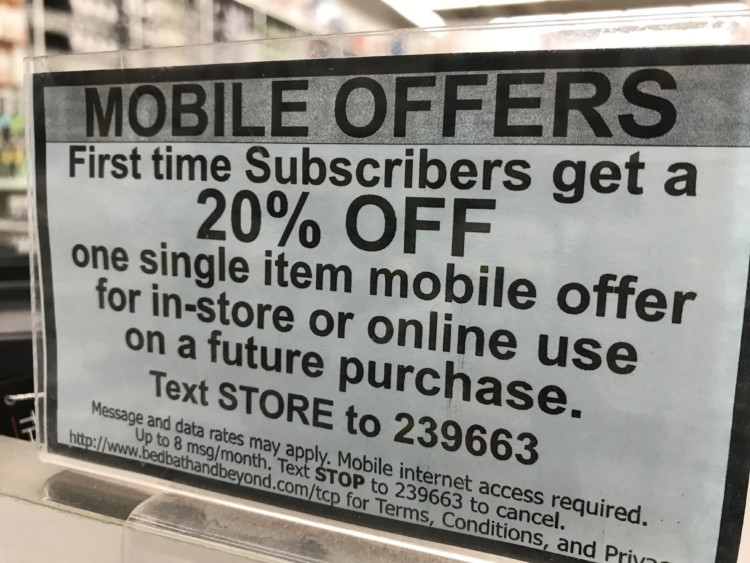 MOBILE OFFERS
First time Subscribers get a
20% OFF
one single item mobile offer
for in-store or online use
on a future purchase.
Text STORE to 239663
Message and data rates may apply. Mobile internet access required.
Up to 8 msg/month. Text STOP to 239663 to cancel.
http://www.bedbathandbeyond.com/tcp for Terms, Conditions, and